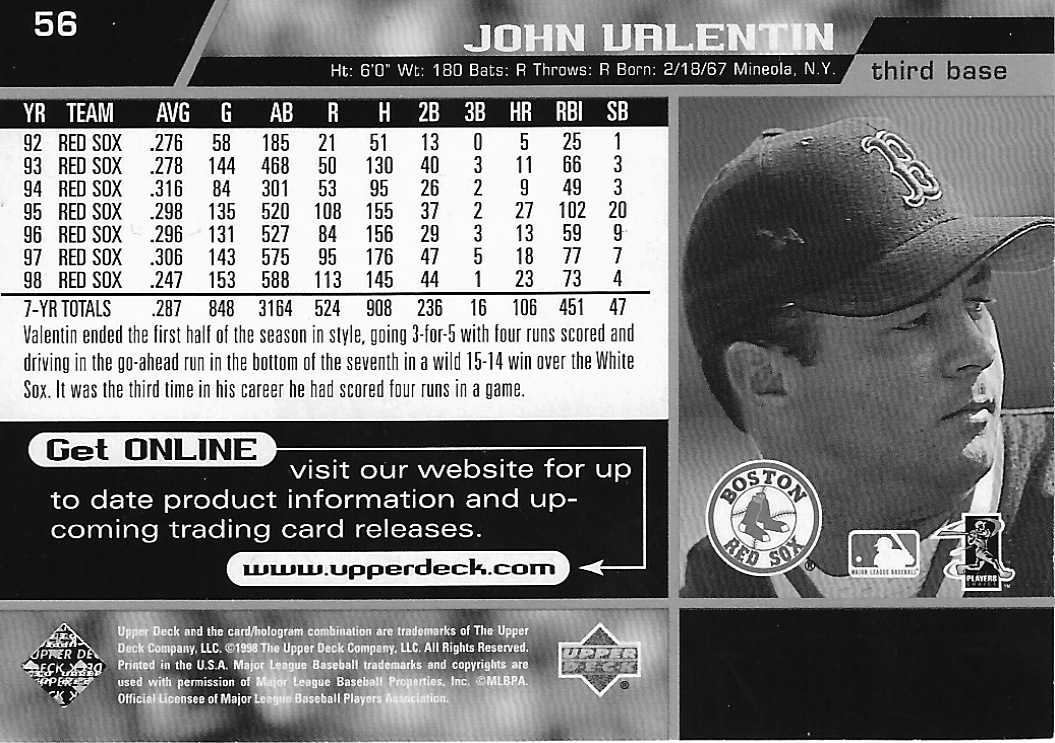 56
JOHN VALENTIN
Ht: 6'0" Wt: 180 Bats: R Throws: R Born: 2/18/67 Mineola, N.Y.
third base
YR TEAM AVG G AB R H 2B 3B HR RBI SB
92 RED SOX .276 58 185 21 51 13 0 5 25 1
93 RED SOX .278 144 468 50 130 40 3 11 66 3
94 RED SOX .316 84 301 53 95 26 2 9 49 3
95 RED SOX .298 135 520 108 155 37 2 27 102 20
96 RED SOX .296 131 527 84 156 29 3 13 59 9
97 RED SOX .306 143 575 95 176 47 5 18 77 7
98 RED SOX .247 153 588 113 145 44 1 23 73 4
7-YR TOTALS .287 848 3164 524 908 236 16 106 451 47
Valentin ended the first half of the season in style, going 3-for-5 with four runs scored and
driving in the go-ahead run in the bottom of the seventh in a wild 15-14 win over the White
Sox. It was the third time in his career he had scored four runs in a game.
Get ONLINE
visit our website for up
to date product information and up-
coming trading card releases.
www.upperdeck.com
B
BOSTON
RED SOX ®
MAJOR LEAGUE BASEBALL
PLAYERS
CHOICE ™
Upper Deck and the card/hologram combination are trademarks of The Upper
Deck Company, LLC. ©1998 The Upper Deck Company, LLC. All Rights Reserved.
Printed in the U.S.A. Major League Baseball trademarks and copyrights are
used with permission of Major League Baseball Properties, Inc. ©MLBPA.
Official Licensee of Major League Baseball Players Association.
UPPER
DECK ®